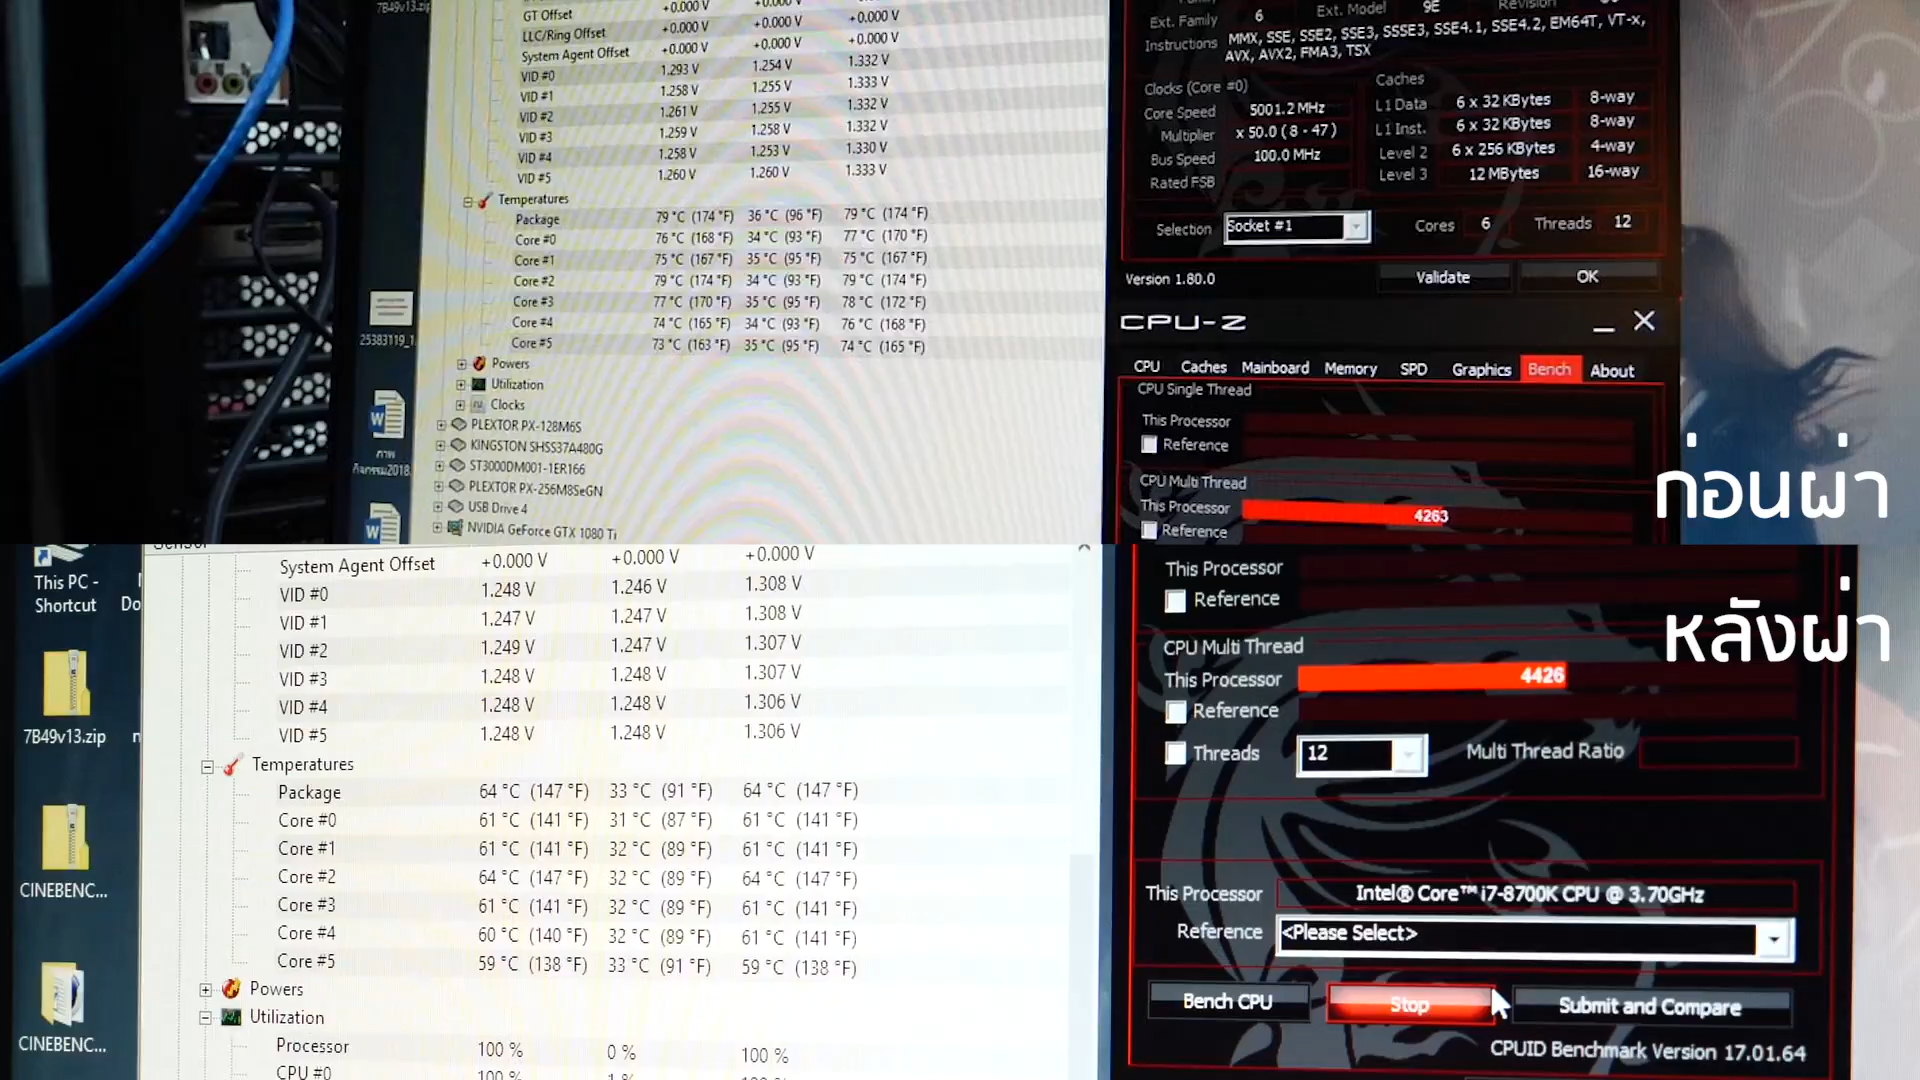 7B49v13.zip
GT Offset +0.000 V +0.000 V +0.000 V
LLC/Ring Offset +0.000 V +0.000 V +0.000 V
System Agent Offset +0.000 V +0.000 V +0.000 V
VID #0 1.293 V 1.254 V 1.332 V
VID #1 1.258 V 1.255 V 1.333 V
VID #2 1.261 V 1.255 V 1.332 V
VID #3 1.259 V 1.258 V 1.332 V
VID #4 1.258 V 1.253 V 1.330 V
VID #5 1.260 V 1.260 V 1.333 V
Temperatures
Package 79 °C (174 °F) 36 °C (96 °F) 79 °C (174 °F)
Core #0 76 °C (168 °F) 34 °C (93 °F) 77 °C (170 °F)
Core #1 75 °C (167 °F) 35 °C (95 °F) 75 °C (167 °F)
Core #2 79 °C (174 °F) 34 °C (93 °F) 79 °C (174 °F)
Core #3 77 °C (170 °F) 35 °C (95 °F) 78 °C (172 °F)
Core #4 74 °C (165 °F) 34 °C (93 °F) 76 °C (168 °F)
Core #5 73 °C (163 °F) 35 °C (95 °F) 74 °C (165 °F)
Powers
Utilization
Clocks
PLEXTOR PX-128M6S
KINGSTON SHSS37A480G
ST3000DM001-1ER166
PLEXTOR PX-256M8SeGN
USB Drive 4
NVIDIA GeForce GTX 1080 Ti
25383119_1
ภาพ
กิจกรรม2018
Ext. Family 6 Ext. Model 9E Revision
Instructions MMX, SSE, SSE2, SSE3, SSSE3, SSE4.1, SSE4.2, EM64T, VT-x,
AVX, AVX2, FMA3, TSX
Clocks (Core #0)
Core Speed 5001.2 MHz
Multiplier x 50.0 ( 8 - 47 )
Bus Speed 100.0 MHz
Rated FSB
Caches
L1 Data 6 x 32 KBytes 8-way
L1 Inst. 6 x 32 KBytes 8-way
Level 2 6 x 256 KBytes 4-way
Level 3 12 MBytes 16-way
Selection Socket #1 Cores 6 Threads 12
Version 1.80.0 Validate OK
CPU-Z
CPU Caches Mainboard Memory SPD Graphics Bench About
CPU Single Thread
This Processor
Reference
CPU Multi Thread
This Processor 4263
Reference
ก่อนผ่า
This PC -
Shortcut
7B49v13.zip
CINEBENC...
CINEBENC...
Sensor
System Agent Offset +0.000 V +0.000 V +0.000 V
VID #0 1.248 V 1.246 V 1.308 V
VID #1 1.247 V 1.247 V 1.308 V
VID #2 1.249 V 1.247 V 1.307 V
VID #3 1.248 V 1.248 V 1.307 V
VID #4 1.248 V 1.248 V 1.306 V
VID #5 1.248 V 1.248 V 1.306 V
Temperatures
Package 64 °C (147 °F) 33 °C (91 °F) 64 °C (147 °F)
Core #0 61 °C (141 °F) 31 °C (87 °F) 61 °C (141 °F)
Core #1 61 °C (141 °F) 32 °C (89 °F) 61 °C (141 °F)
Core #2 64 °C (147 °F) 32 °C (89 °F) 64 °C (147 °F)
Core #3 61 °C (141 °F) 32 °C (89 °F) 61 °C (141 °F)
Core #4 60 °C (140 °F) 32 °C (89 °F) 61 °C (141 °F)
Core #5 59 °C (138 °F) 33 °C (91 °F) 59 °C (138 °F)
Powers
Utilization
Processor 100 % 0 % 100 %
CPU #0 100 % 1 %
This Processor
Reference
CPU Multi Thread
This Processor 4426
Reference
Threads 12 Multi Thread Ratio
This Processor Intel® Core™ i7-8700K CPU @ 3.70GHz
Reference <Please Select>
Bench CPU Stop Submit and Compare
CPUID Benchmark Version 17.01.64
หลังผ่า